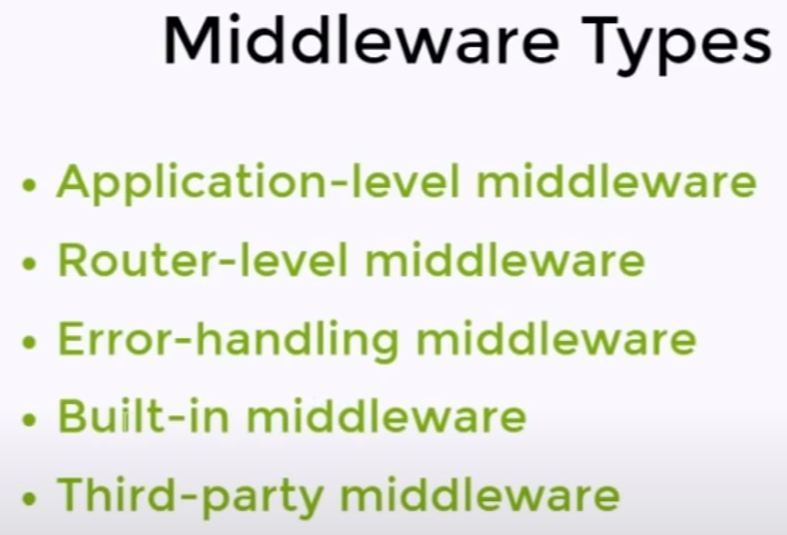 Middleware Types
• Application-level middleware
• Router-level middleware
• Error-handling middleware
• Built-in middleware
• Third-party middleware